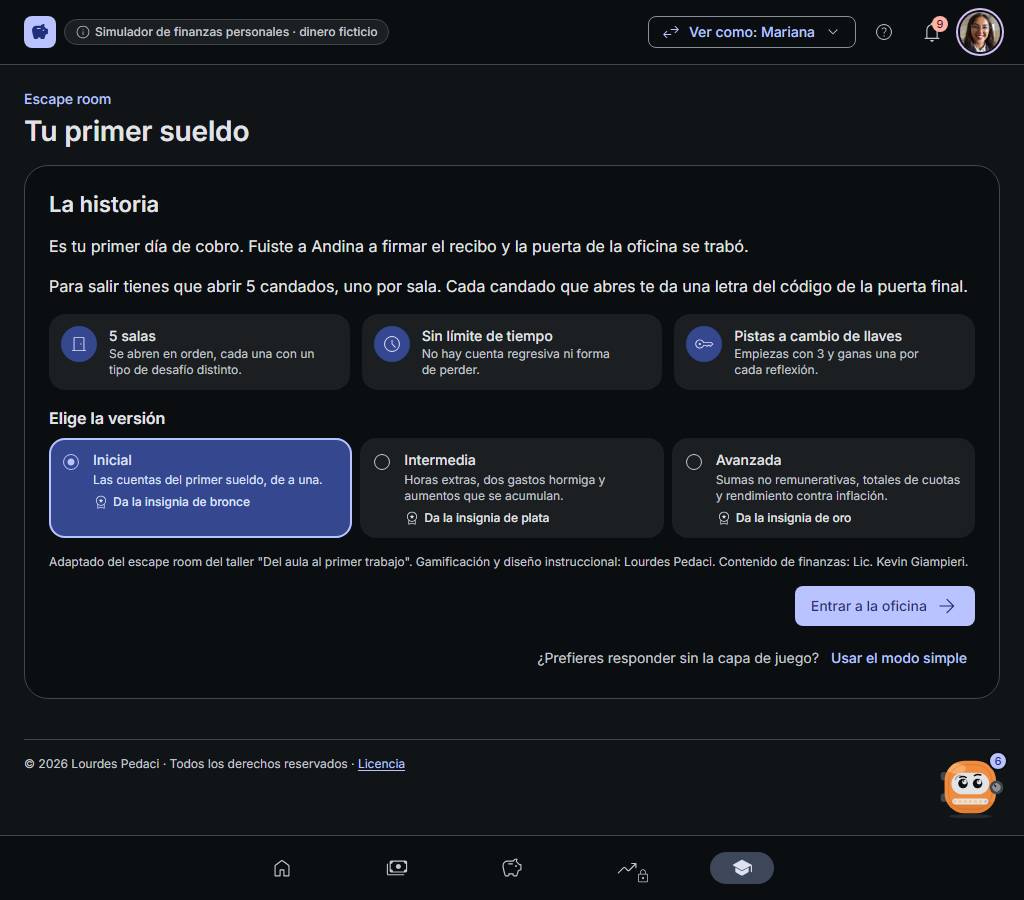 Simulador de finanzas personales · dinero ficticio
Ver como: Mariana
9
Escape room
Tu primer sueldo
La historia
Es tu primer día de cobro. Fuiste a Andina a firmar el recibo y la puerta de la oficina se trabó.
Para salir tienes que abrir 5 candados, uno por sala. Cada candado que abres te da una letra del código de la puerta final.
5 salas
Se abren en orden, cada una con un
tipo de desafío distinto.
Sin límite de tiempo
No hay cuenta regresiva ni forma
de perder.
Pistas a cambio de llaves
Empiezas con 3 y ganas una por
cada reflexión.
Elige la versión
Inicial
Las cuentas del primer sueldo, de a una.
Da la insignia de bronce
Intermedia
Horas extras, dos gastos hormiga y
aumentos que se acumulan.
Da la insignia de plata
Avanzada
Sumas no remunerativas, totales de cuotas
y rendimiento contra inflación.
Da la insignia de oro
Adaptado del escape room del taller "Del aula al primer trabajo". Gamificación y diseño instruccional: Lourdes Pedaci. Contenido de finanzas: Lic. Kevin Giampieri.
Entrar a la oficina
¿Prefieres responder sin la capa de juego? Usar el modo simple
© 2026 Lourdes Pedaci · Todos los derechos reservados · Licencia
6